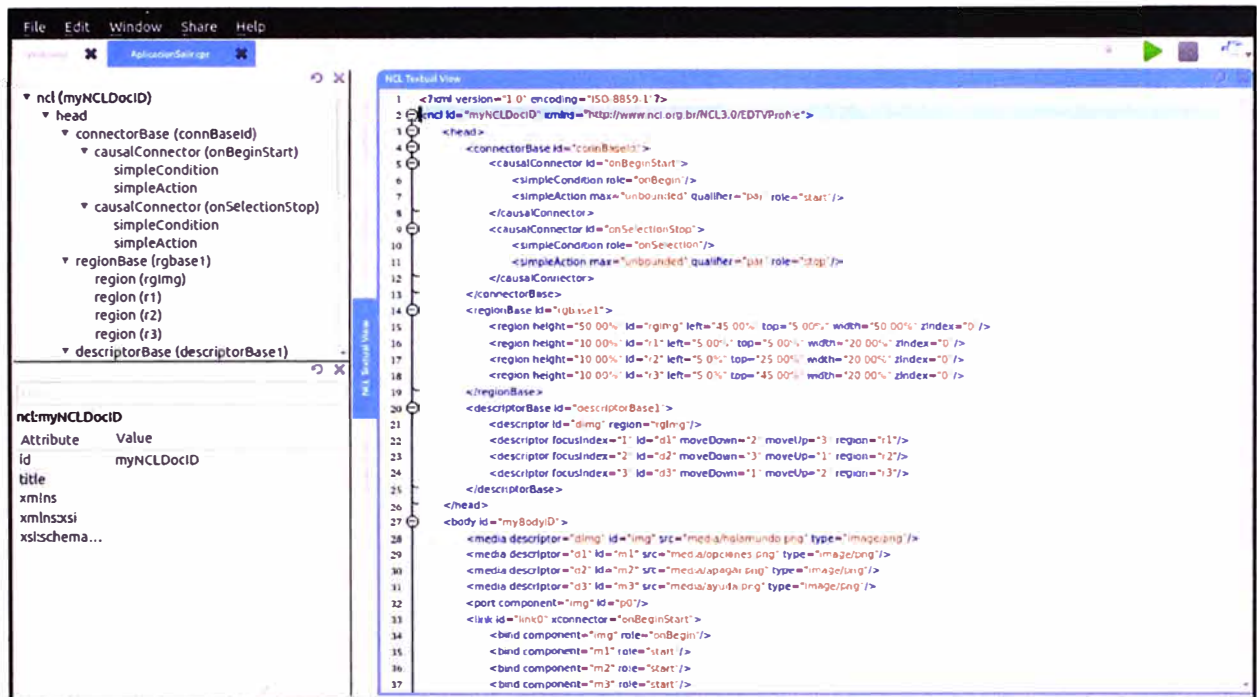 File Edit Window Share Help
AplicacionSalir.cpr
ncl (myNCLDocID)
head
connectorBase (connBaseId)
causalConnector (onBeginStart)
simpleCondition
simpleAction
causalConnector (onSelectionStop)
simpleCondition
simpleAction
regionBase (rgbase1)
region (rgImg)
region (r1)
region (r2)
region (r3)
descriptorBase (descriptorBase1)
ncl:myNCLDocID
Attribute Value
id myNCLDocID
title
xmlns
xmlns:xsi
xsi:schema...
NCL Textual View
NCL Textual View
1 <?xml version="1.0" encoding="ISO-8859-1"?>
2 <ncl id="myNCLDocID" xmlns="http://www.ncl.org.br/NCL3.0/EDTVProfile">
3 <head>
4 <connectorBase id="connBaseId">
5 <causalConnector id="onBeginStart">
6 <simpleCondition role="onBegin"/>
7 <simpleAction max="unbounded" qualifier="par" role="start"/>
8 </causalConnector>
9 <causalConnector id="onSelectionStop">
10 <simpleCondition role="onSelection"/>
11 <simpleAction max="unbounded" qualifier="par" role="stop"/>
12 </causalConnector>
13 </connectorBase>
14 <regionBase id="rgbase1">
15 <region height="50.00%" id="rgImg" left="45.00%" top="5.00%" width="50.00%" zIndex="0"/>
16 <region height="10.00%" id="r1" left="5.00%" top="5.00%" width="20.00%" zIndex="0"/>
17 <region height="10.00%" id="r2" left="5.0%" top="25.00%" width="20.00%" zIndex="0"/>
18 <region height="10.00%" id="r3" left="5.0%" top="45.00%" width="20.00%" zIndex="0"/>
19 </regionBase>
20 <descriptorBase id="descriptorBase1">
21 <descriptor id="dImg" region="rgImg"/>
22 <descriptor focusIndex="1" id="d1" moveDown="2" moveUp="3" region="r1"/>
23 <descriptor focusIndex="2" id="d2" moveDown="3" moveUp="1" region="r2"/>
24 <descriptor focusIndex="3" id="d3" moveDown="1" moveUp="2" region="r3"/>
25 </descriptorBase>
26 </head>
27 <body id="myBodyID">
28 <media descriptor="dImg" id="img" src="media/holamundo.png" type="image/png"/>
29 <media descriptor="d1" id="m1" src="media/opciones.png" type="image/png"/>
30 <media descriptor="d2" id="m2" src="media/apagar.png" type="image/png"/>
31 <media descriptor="d3" id="m3" src="media/ayuda.png" type="image/png"/>
32 <port component="img" id="p0"/>
33 <link id="link0" xconnector="onBeginStart">
34 <bind component="img" role="onBegin"/>
35 <bind component="m1" role="start"/>
36 <bind component="m2" role="start"/>
37 <bind component="m3" role="start"/>